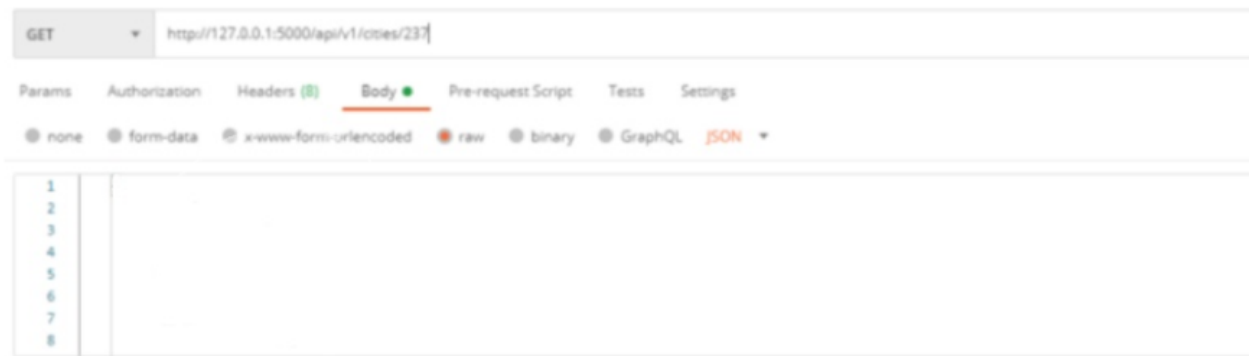 GET http://127.0.0.1:5000/api/v1/cities/237
Params Authorization Headers (8) Body Pre-request Script Tests Settings
none form-data x-www-form-urlencoded raw binary GraphQL JSON
1
2
3
4
5
6
7
8